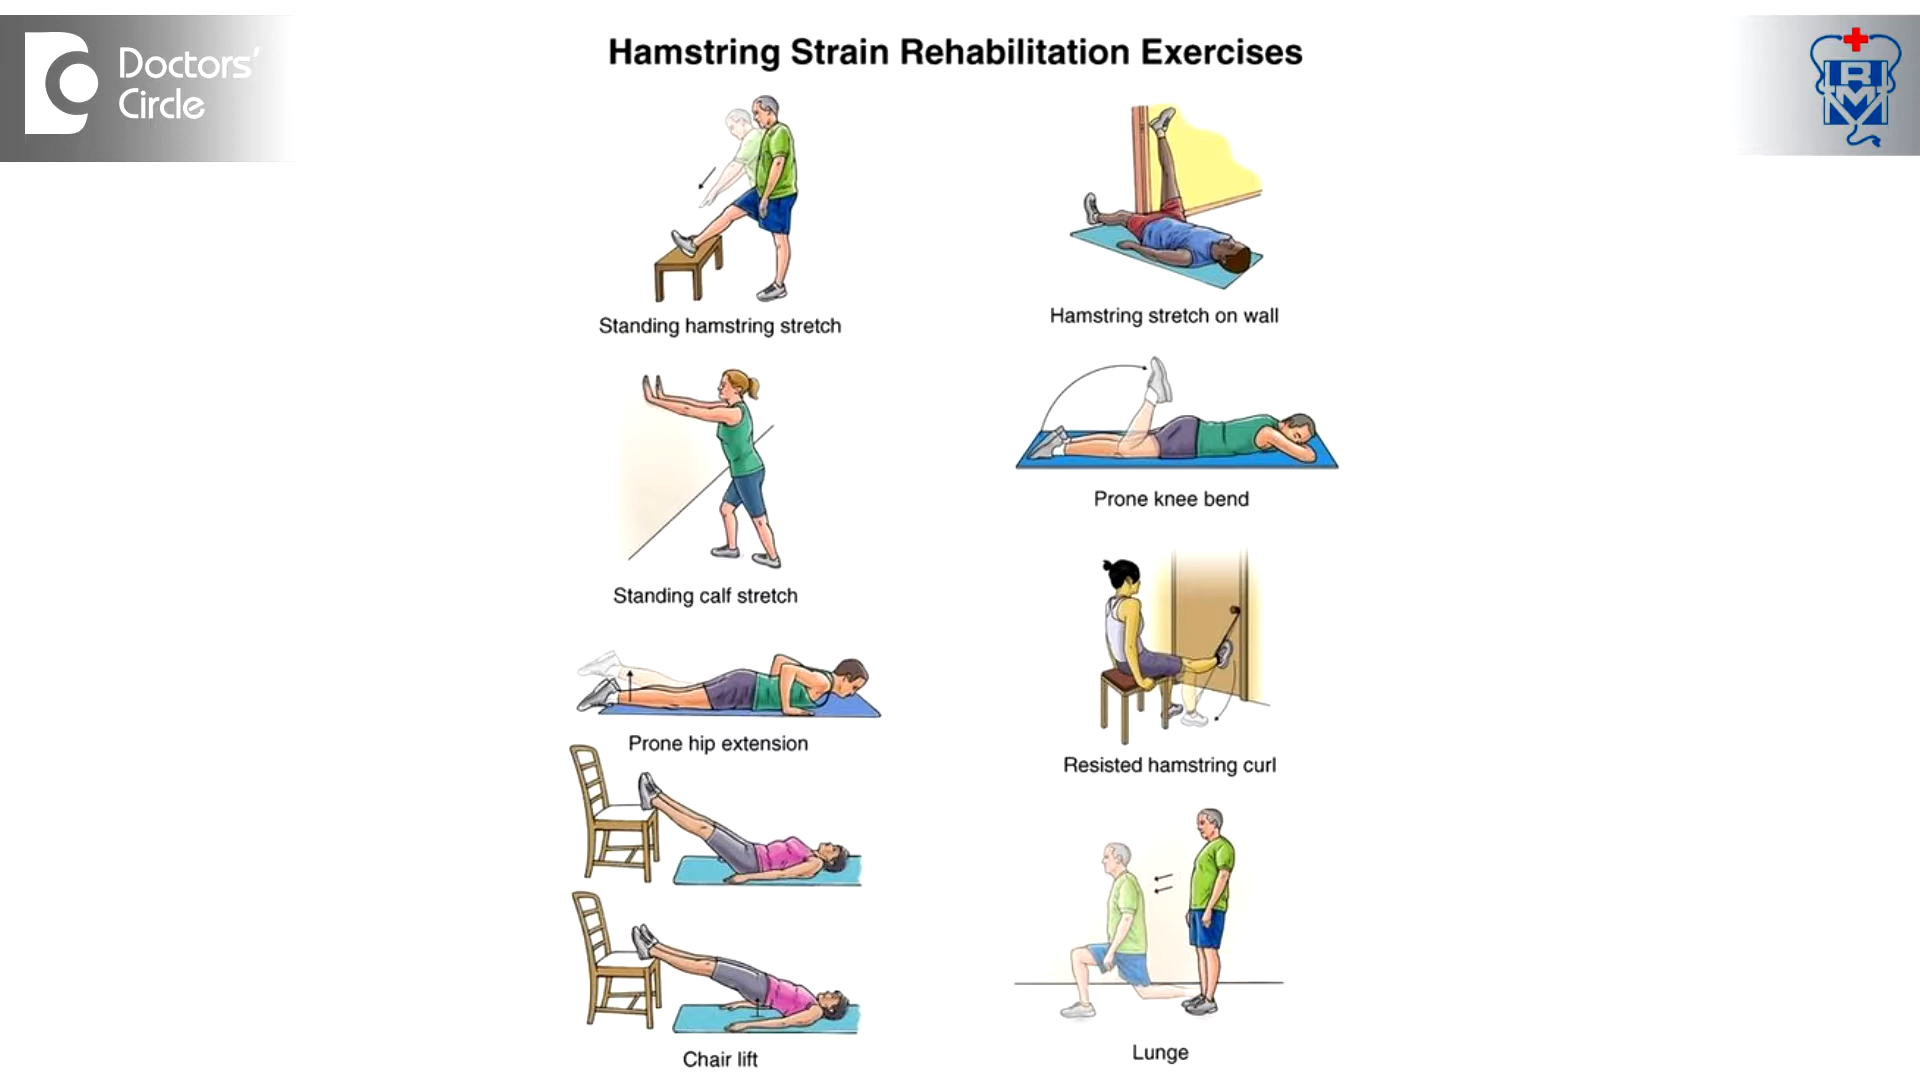 Doctors'
Circle
Hamstring Strain Rehabilitation Exercises
RIMV
Standing hamstring stretch
Hamstring stretch on wall
Standing calf stretch
Prone knee bend
Prone hip extension
Resisted hamstring curl
Chair lift
Lunge